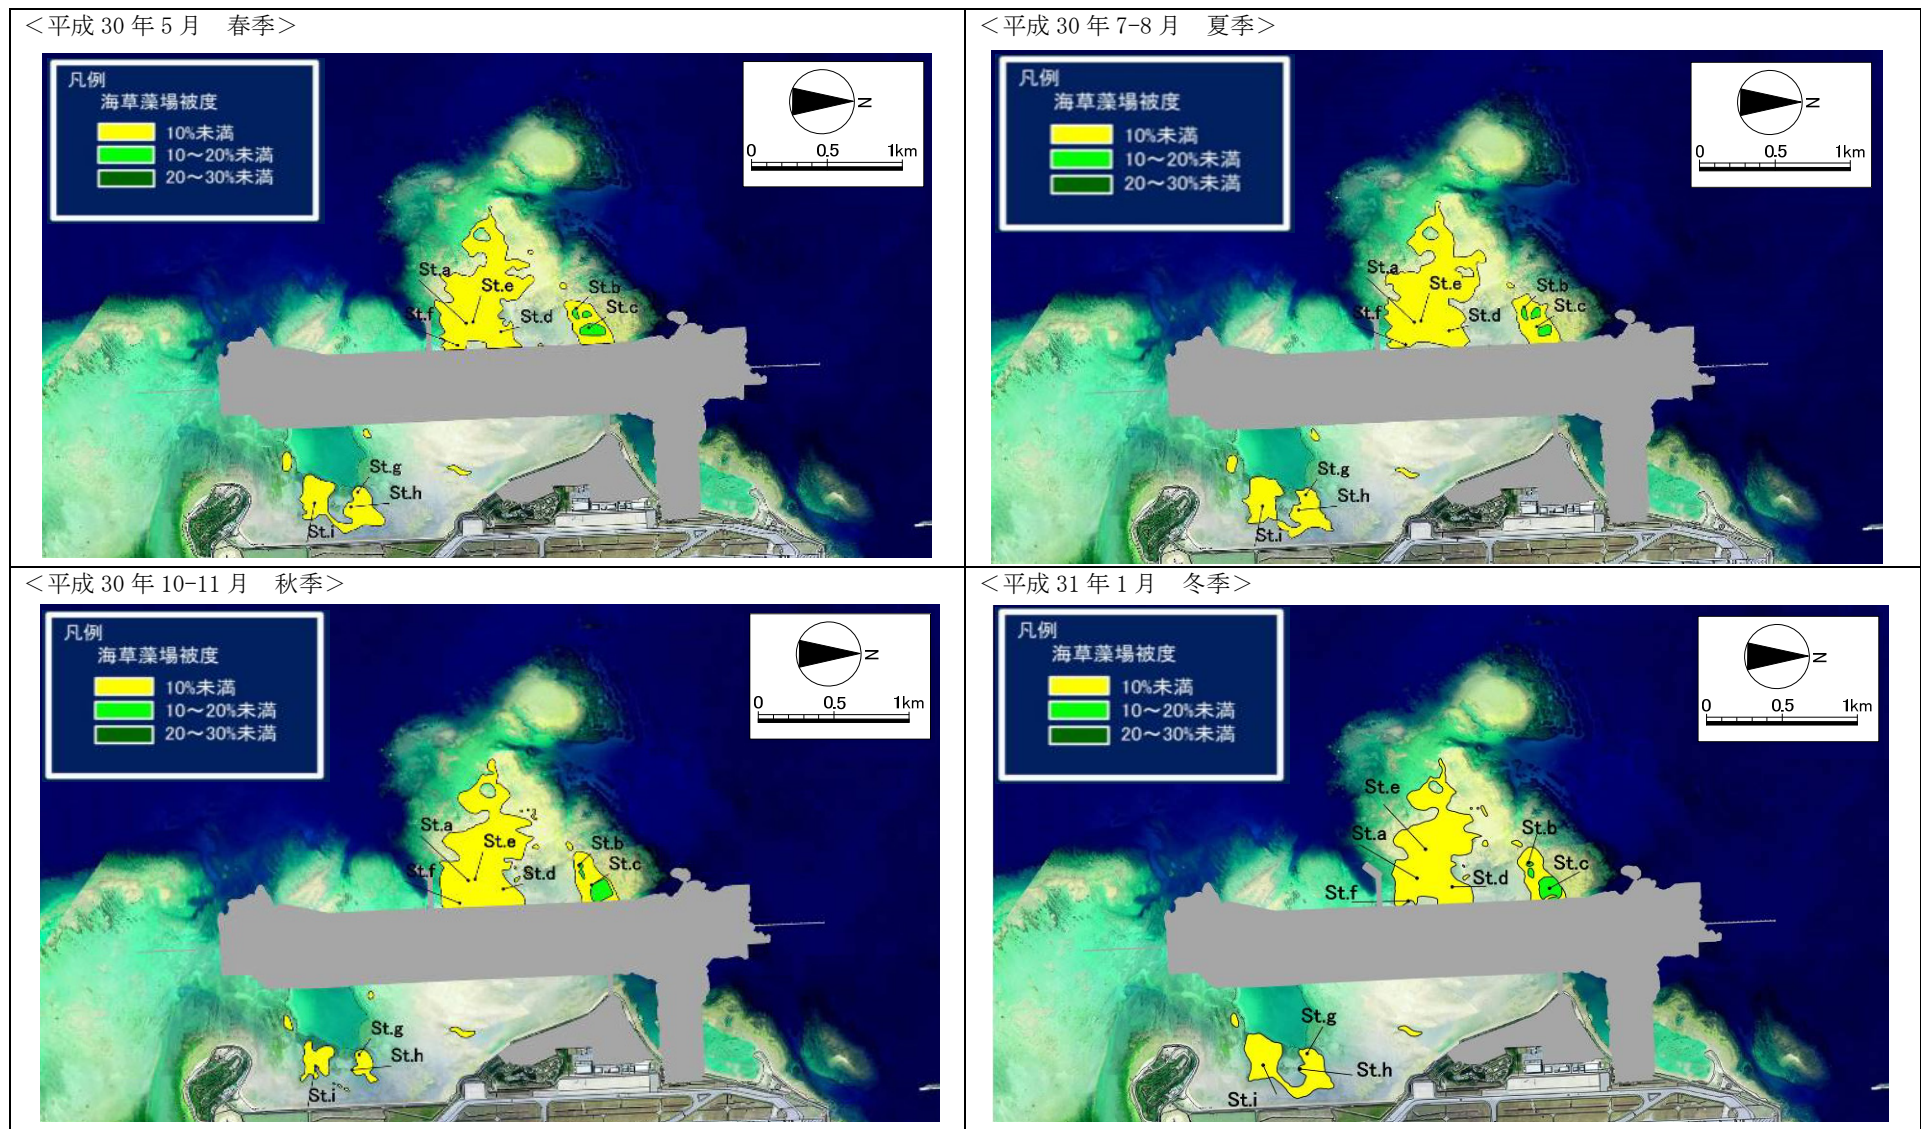 ＜平成 30 年 5 月　春季＞
凡例
海草藻場被度
10%未満
10～20%未満
20～30%未満
N
0 0.5 1km
St.a
St.e
St.b
St.c
St.f
St.d
St.g
St.h
St.i
＜平成 30 年 7-8 月　夏季＞
凡例
海草藻場被度
10%未満
10～20%未満
20～30%未満
N
0 0.5 1km
St.a
St.e
St.b
St.c
St.f
St.d
St.g
St.h
St.i
＜平成 30 年 10-11 月　秋季＞
凡例
海草藻場被度
10%未満
10～20%未満
20～30%未満
N
0 0.5 1km
St.a
St.e
St.b
St.c
St.f
St.d
St.g
St.h
St.i
＜平成 31 年 1 月　冬季＞
凡例
海草藻場被度
10%未満
10～20%未満
20～30%未満
N
0 0.5 1km
St.e
St.a
St.b
St.c
St.d
St.f
St.g
St.h
St.i